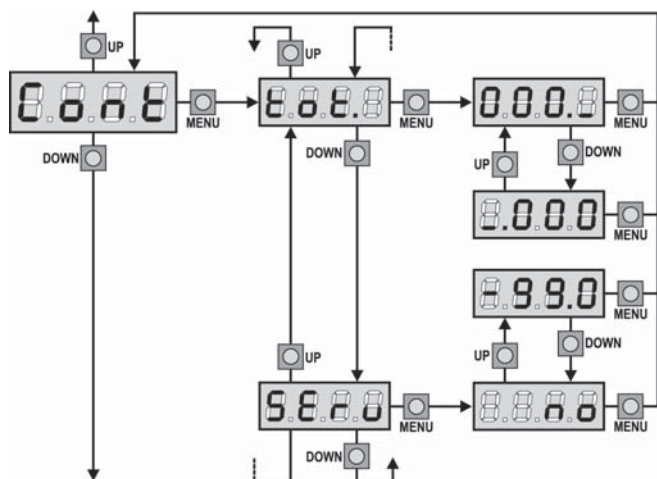 UP
UP
Cont
MENU
tot.
MENU
000._
MENU
DOWN
DOWN
UP
DOWN
_.000
MENU
-99.0
MENU
UP
DOWN
UP
SErv
MENU
no
MENU
DOWN